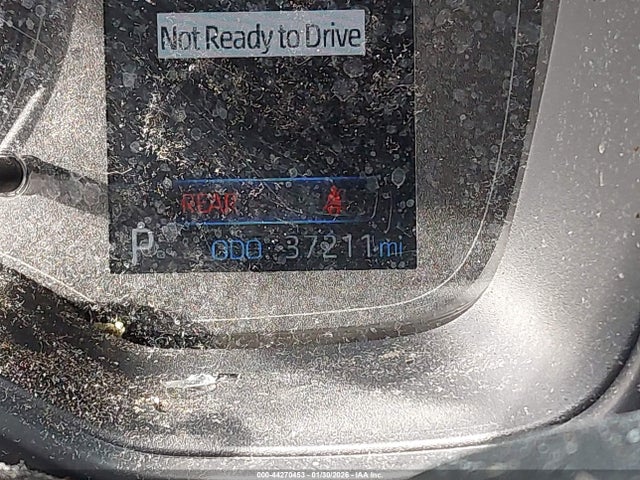 Not Ready to Drive
REAR
P ODO 37211 mi
000-44270453 - 01/30/2026 - IAA Inc.